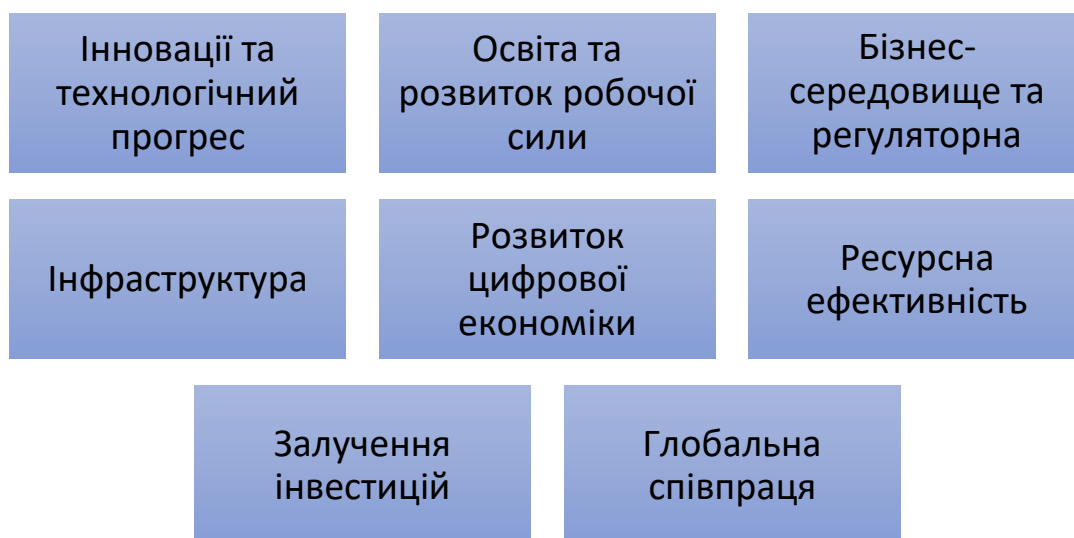 Інновації та
технологічний
прогрес
Освіта та
розвиток робочої
сили
Бізнес-
середовище та
регуляторна
Інфраструктура
Розвиток
цифрової
економіки
Ресурсна
ефективність
Залучення
інвестицій
Глобальна
співпраця